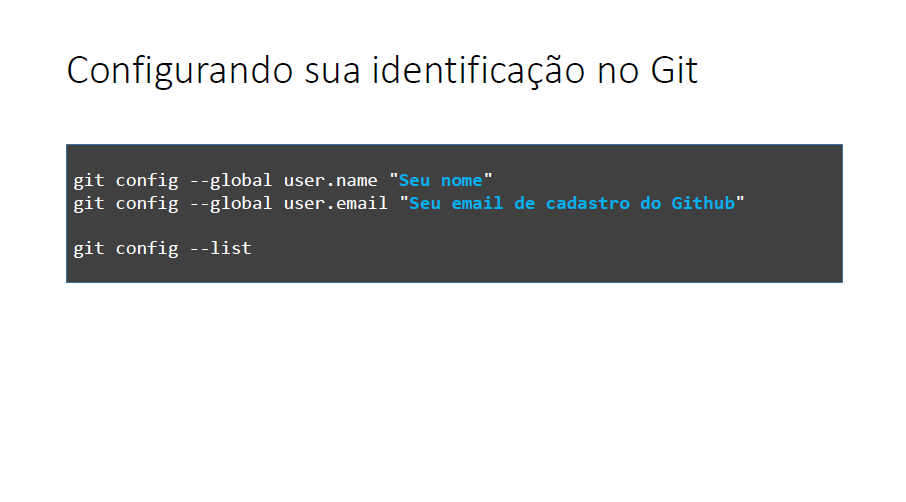 Configurando sua identificação no Git
git config --global user.name "Seu nome"
git config --global user.email "Seu email de cadastro do Github"
git config --list